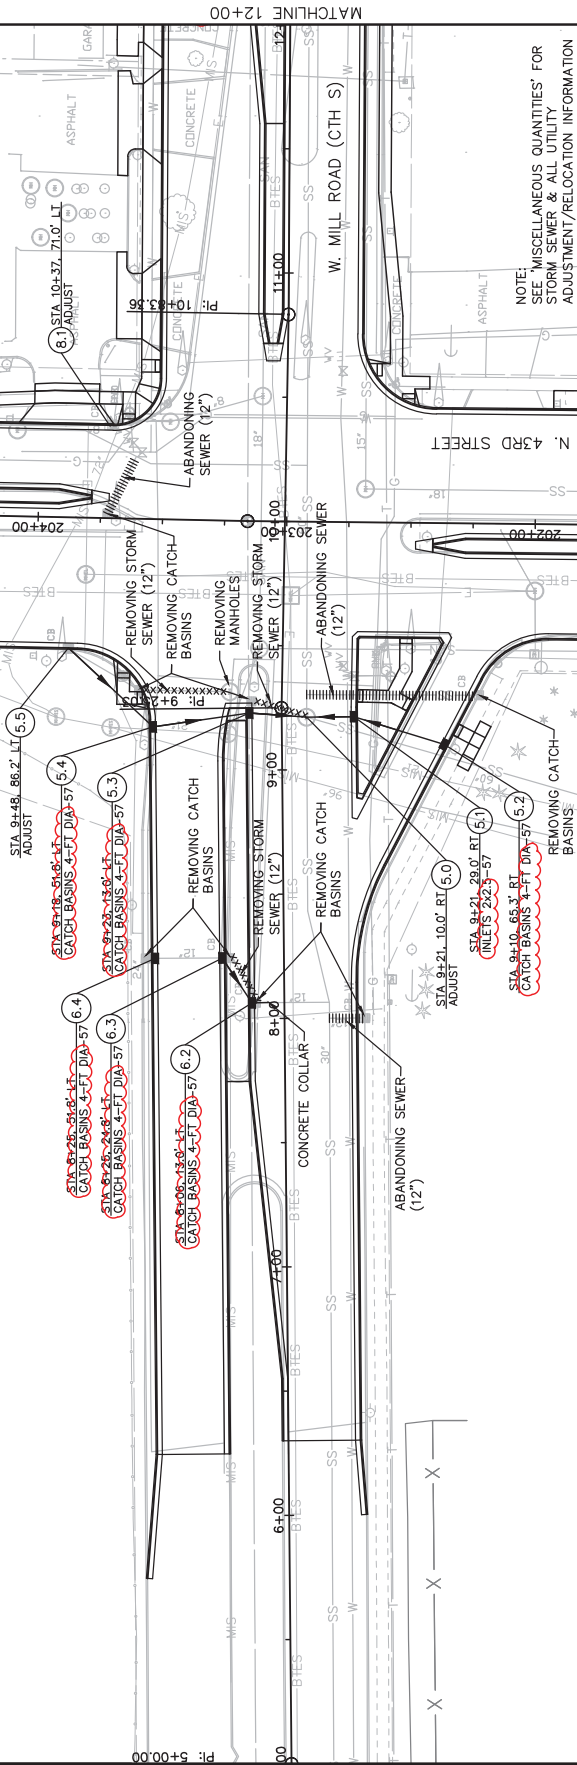 MATCHLINE 12+00
GARA
CONCRETE
ASPHALT
CONCRETE
W. MILL ROAD (CTH S)
NOTE:
SEE 'MISCELLANEOUS QUANTITIES' FOR
STORM SEWER & ALL UTILITY
ADJUSTMENT/RELOCATION INFORMATION
8.1
STA 10+37, 71.0' LT
ADJUST
PI: 10+83.36
11+00
CONCRETE
CONCRETE
ASPHALT
N. 43RD STREET
ABANDONING
SEWER (12")
204+00
203+00
202+00
10+00
REMOVING STORM
SEWER (12")
REMOVING CATCH
BASINS
REMOVING
MANHOLES
REMOVING STORM
SEWER (12")
ABANDONING SEWER
(12")
PI: 9+25.03
5.5
STA 9+48, 86.2' LT
ADJUST
5.4
STA 9+18, 51.8' LT
CATCH BASINS 4-FT DIA-57
5.3
STA 9+23, 13.0' LT
CATCH BASINS 4-FT DIA-57
9+00
5.2
STA 9+10, 65.3' RT
CATCH BASINS 4-FT DIA-57
5.1
STA 9+21, 29.0' RT
INLETS 2x2.5-57
5.0
STA 9+21, 10.0' RT
ADJUST
REMOVING CATCH
BASINS
REMOVING CATCH
BASINS
REMOVING STORM
SEWER (12")
REMOVING CATCH
BASINS
6.4
STA 8+25, 51.8' LT
CATCH BASINS 4-FT DIA-57
6.3
STA 8+25, 24.8' LT
CATCH BASINS 4-FT DIA-57
6.2
STA 8+06, 13.0' LT
CATCH BASINS 4-FT DIA-57
8+00
CONCRETE COLLAR
ABANDONING SEWER
(12")
7+00
6+00
PI: 5+00.00